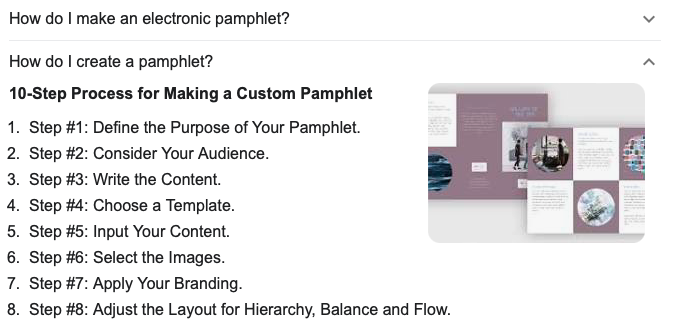 How do I make an electronic pamphlet?
How do I create a pamphlet?
10-Step Process for Making a Custom Pamphlet
1. Step #1: Define the Purpose of Your Pamphlet.
2. Step #2: Consider Your Audience.
3. Step #3: Write the Content.
4. Step #4: Choose a Template.
5. Step #5: Input Your Content.
6. Step #6: Select the Images.
7. Step #7: Apply Your Branding.
8. Step #8: Adjust the Layout for Hierarchy, Balance and Flow.